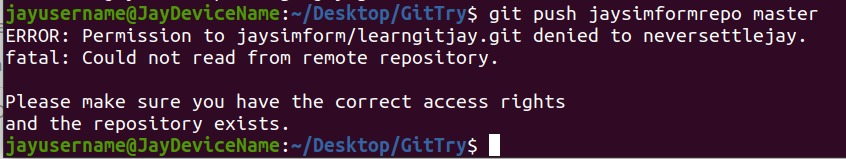 jayusername@JayDeviceName:~/Desktop/GitTry$ git push jaysimformrepo master
ERROR: Permission to jaysimform/learngitjay.git denied to neversettlejay.
fatal: Could not read from remote repository.
Please make sure you have the correct access rights
and the repository exists.
jayusername@JayDeviceName:~/Desktop/GitTry$